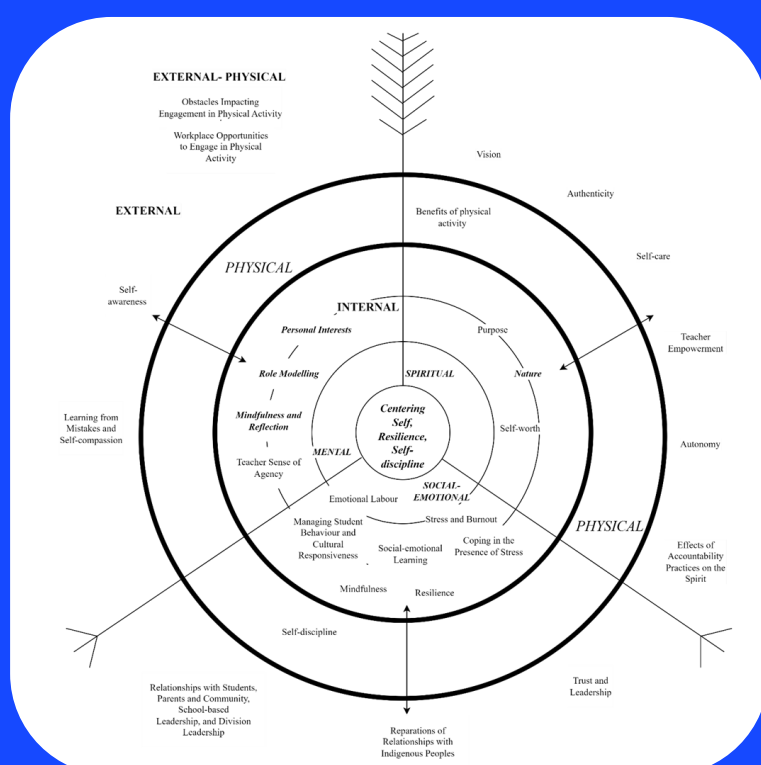 EXTERNAL- PHYSICAL
Obstacles Impacting
Engagement in Physical Activity
Workplace Opportunities
to Engage in Physical
Activity
Vision
Authenticity
EXTERNAL
Benefits of physical
activity
Self-care
PHYSICAL
Self-
awareness
INTERNAL
Personal Interests
Purpose
Teacher
Empowerment
Role Modelling
SPIRITUAL
Nature
Learning from
Mistakes and
Self-compassion
Mindfulness and
Reflection
Centering
Self,
Resilience,
Self-
discipline
Self-worth
Autonomy
MENTAL
Teacher Sense of
Agency
SOCIAL-
EMOTIONAL
Emotional Labour
Stress and Burnout
PHYSICAL
Managing Student
Behaviour and
Cultural
Responsiveness
Social-emotional
Learning
Coping in the
Presence of Stress
Effects of
Accountability
Practices on the
Spirit
Mindfulness
Resilience
Self-discipline
Relationships with Students,
Parents and Community,
School-based
Leadership, and Division
Leadership
Trust and
Leadership
Reparations of
Relationships with
Indigenous Peoples